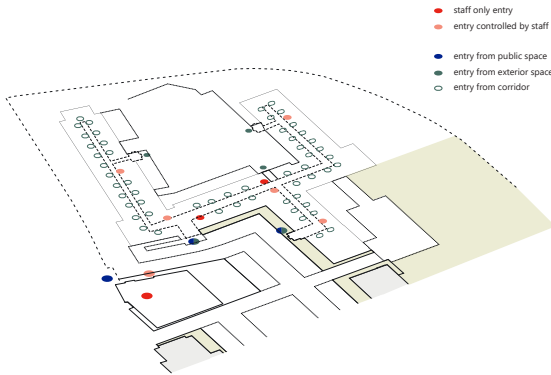 staff only entry
entry controlled by staff
entry from public space
entry from exterior space
entry from corridor